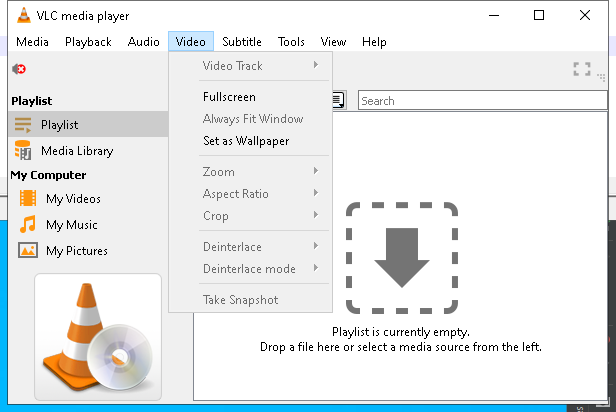 VLC media player
Media Playback Audio Video Subtitle Tools View Help
Video Track
Fullscreen
Always Fit Window
Set as Wallpaper
Zoom
Aspect Ratio
Crop
Deinterlace
Deinterlace mode
Take Snapshot
Search
Playlist
Playlist
Media Library
My Computer
My Videos
My Music
My Pictures
Playlist is currently empty.
Drop a file here or select a media source from the left.